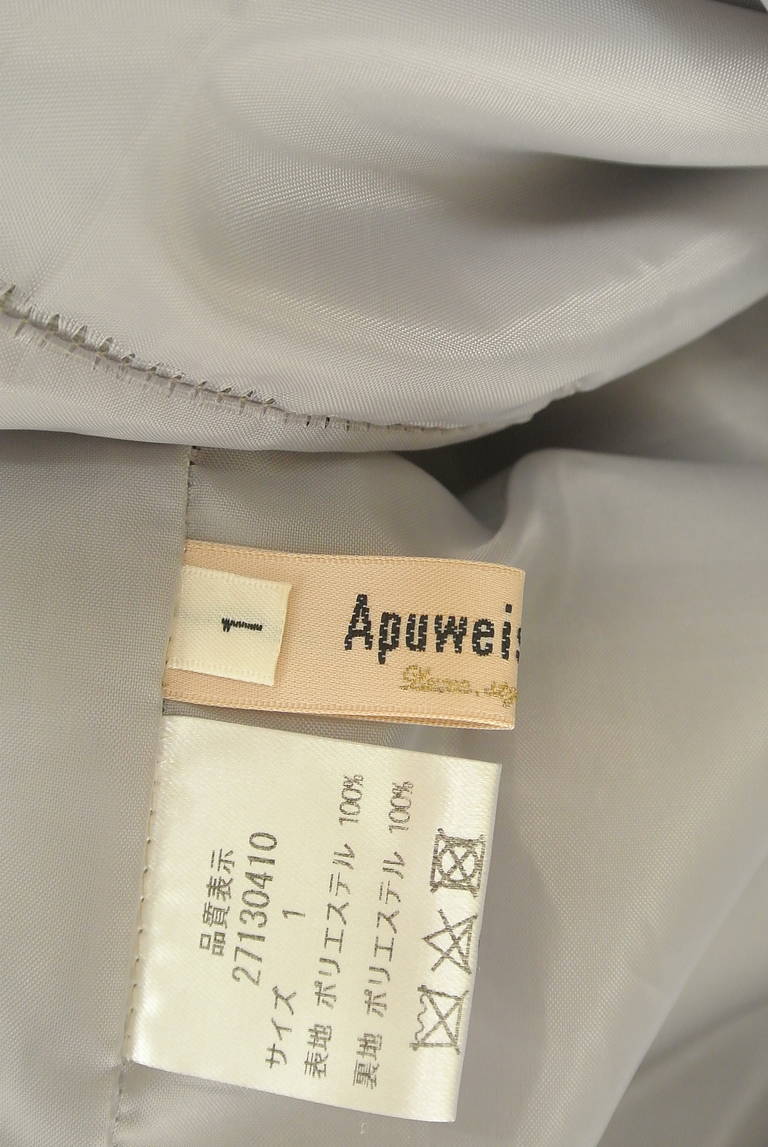 1
Apuweis
品質表示
27130410
サイズ 1
表地 ポリエステル 100%
裏地 ポリエステル 100%